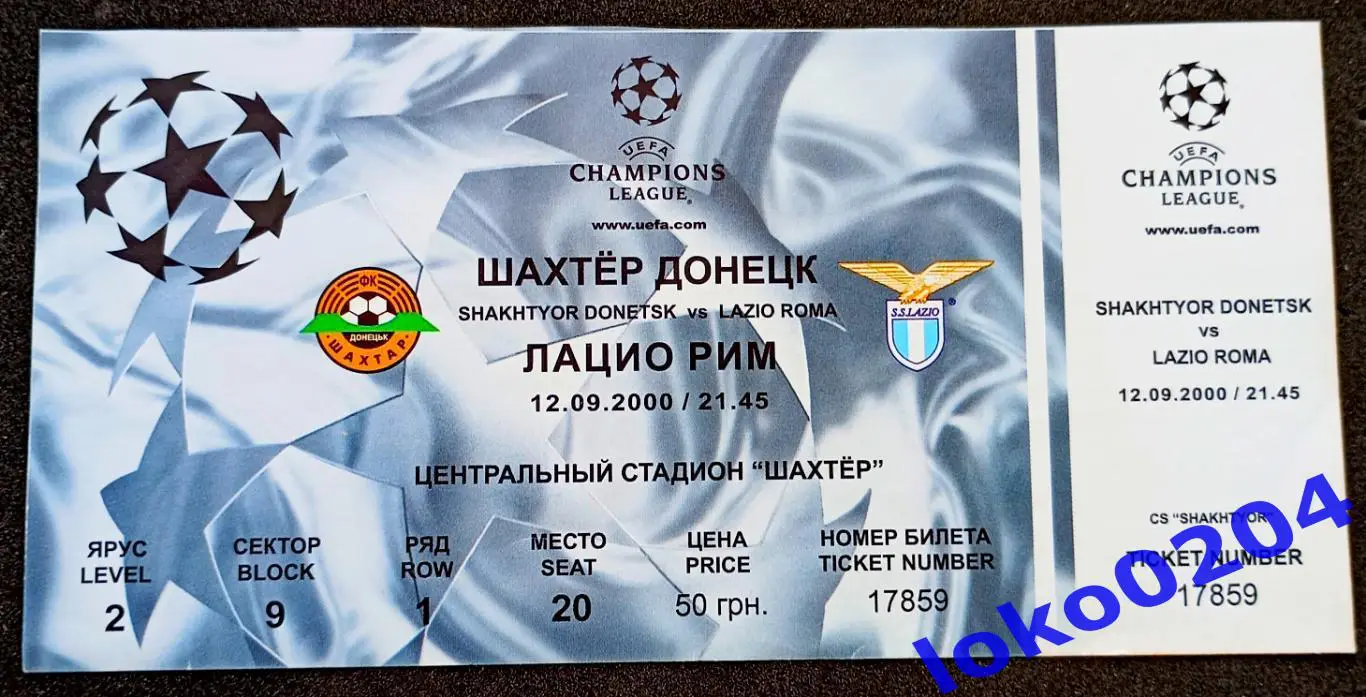 UEFA
CHAMPIONS
LEAGUE®
www.uefa.com
ШАХТЁР ДОНЕЦК
SHAKHTYOR DONETSK vs LAZIO ROMA
ЛАЦИО РИМ
12.09.2000 / 21.45
ФК
ДОНЕЦЬК
ШАХТАР
S.S.LAZIO
®
ЦЕНТРАЛЬНЫЙ СТАДИОН “ШАХТЁР”
ЯРУС
LEVEL
2
СЕКТОР
BLOCK
9
РЯД
ROW
1
МЕСТО
SEAT
20
ЦЕНА
PRICE
50 грн.
НОМЕР БИЛЕТА
TICKET NUMBER
17859
UEFA
CHAMPIONS
LEAGUE®
www.uefa.com
SHAKHTYOR DONETSK
vs
LAZIO ROMA
12.09.2000 / 21.45
CS “SHAKHTYOR”
TICKET NUMBER
17859
loko0204